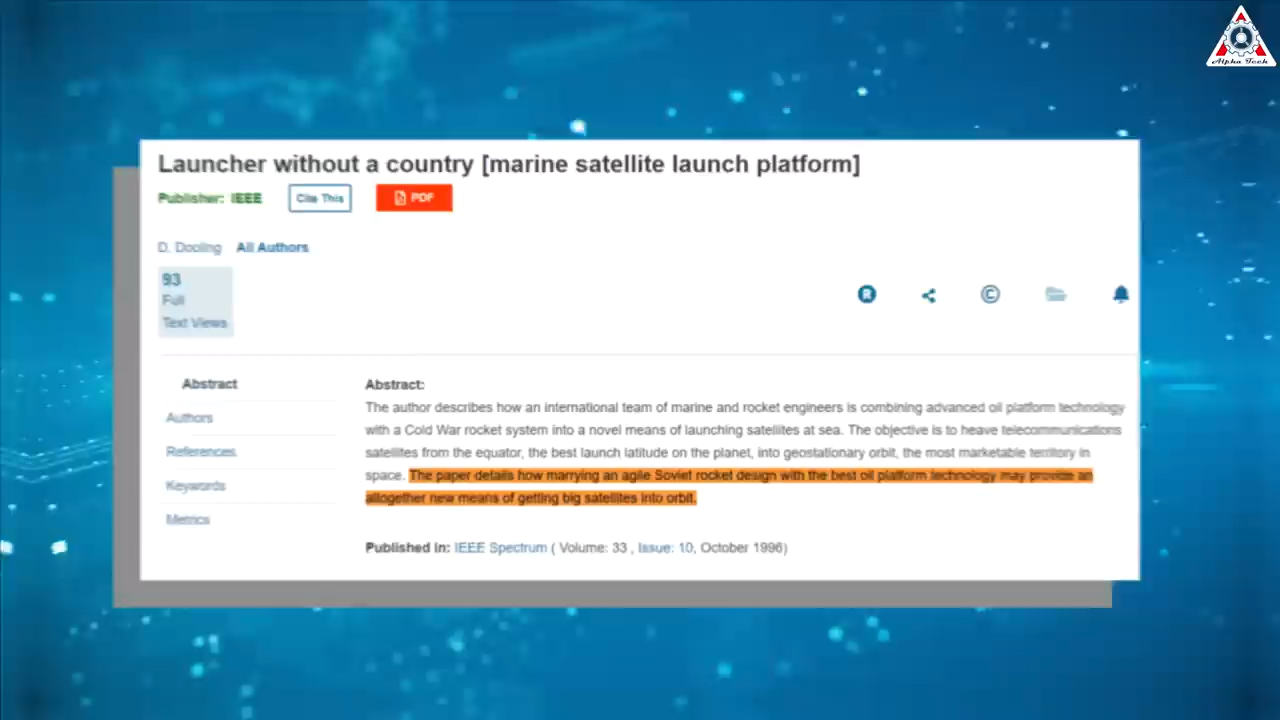 Alpha Tech
Launcher without a country [marine satellite launch platform]
Publisher: IEEE
Cite This
PDF
D. Dooling All Authors
93
Full
Text Views
R
C
Abstract
Authors
References
Keywords
Metrics
Abstract:
The author describes how an international team of marine and rocket engineers is combining advanced oil platform technology
with a Cold War rocket system into a novel means of launching satellites at sea. The objective is to heave telecommunications
satellites from the equator, the best launch latitude on the planet, into geostationary orbit, the most marketable territory in
space. The paper details how marrying an agile Soviet rocket design with the best oil platform technology may provide an
altogether new means of getting big satellites into orbit.
Published in: IEEE Spectrum ( Volume: 33 , Issue: 10, October 1996)